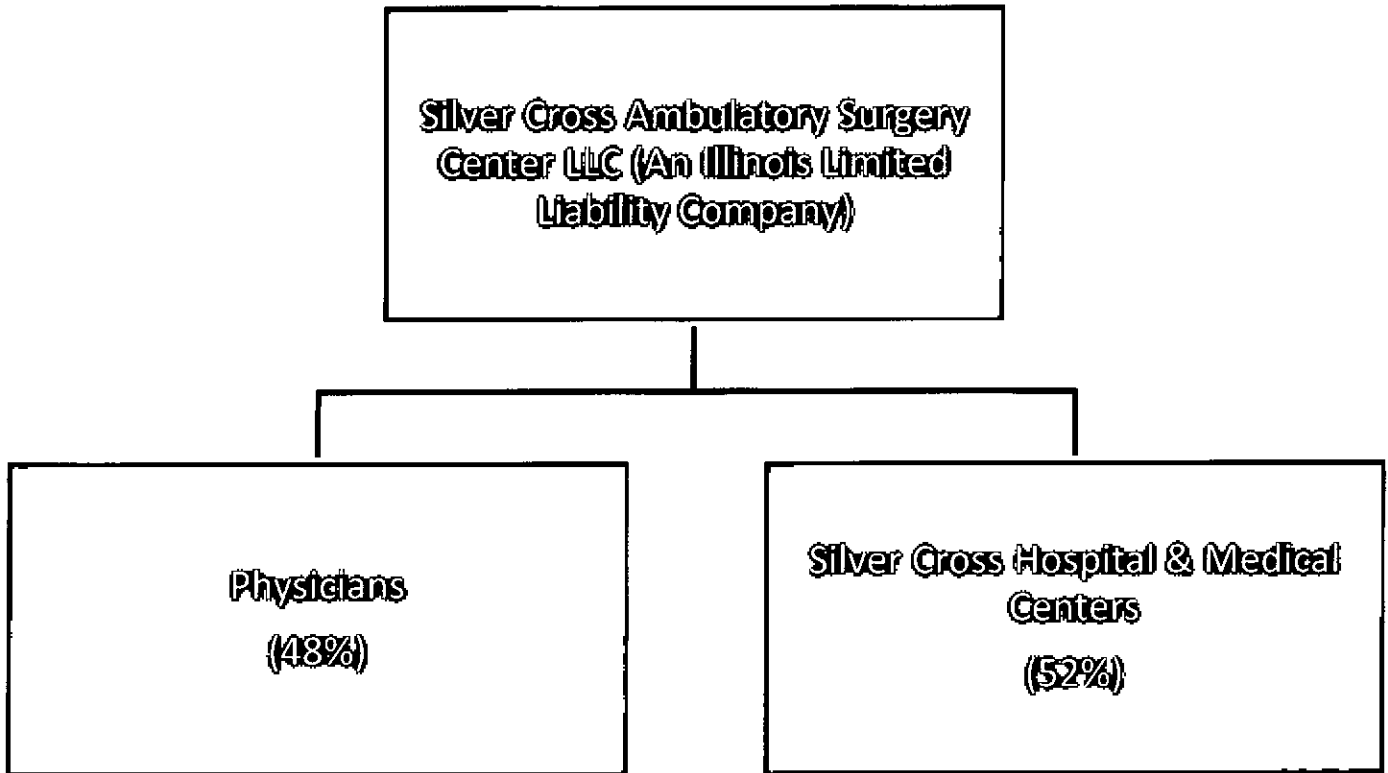 Silver Cross Ambulatory Surgery
Center LLC (An Illinois Limited
Liability Company)
Physicians
(48%)
Silver Cross Hospital & Medical
Centers
(52%)